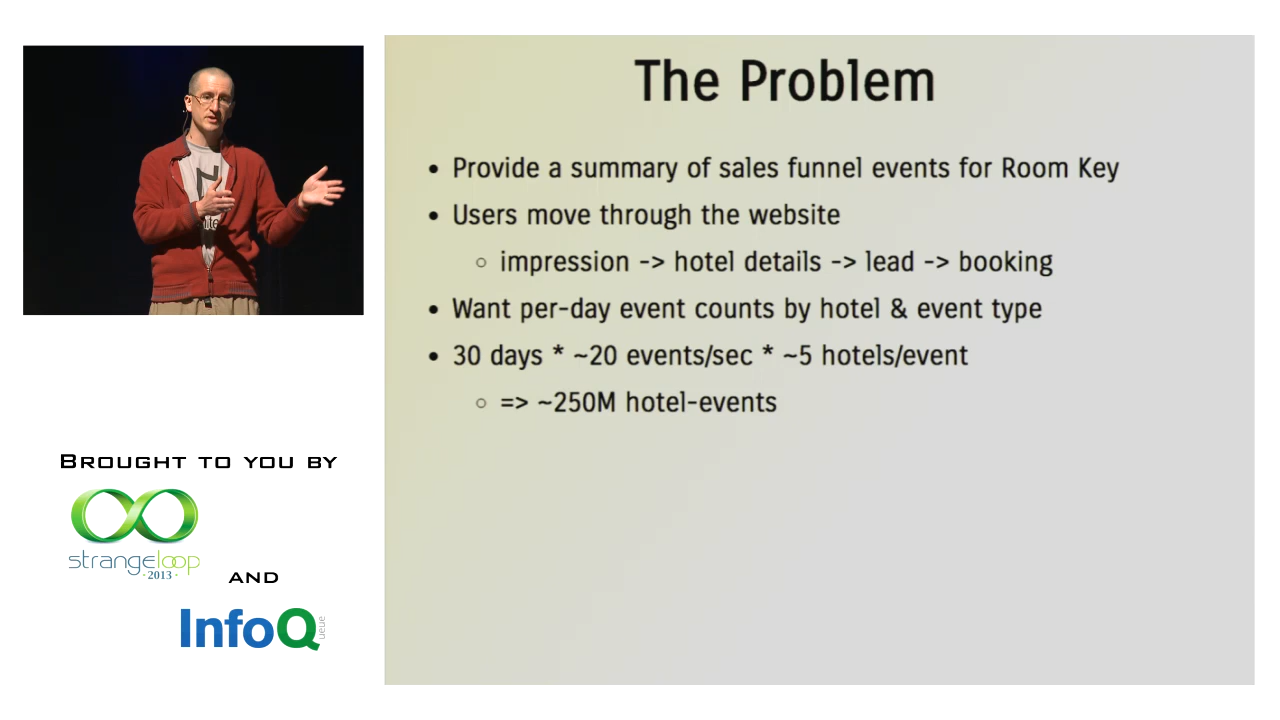 The Problem
• Provide a summary of sales funnel events for Room Key
• Users move through the website
○ impression -> hotel details -> lead -> booking
• Want per-day event counts by hotel & event type
• 30 days * ~20 events/sec * ~5 hotels/event
○ => ~250M hotel-events
BROUGHT TO YOU BY
strangeloop
·2013·
AND
InfoQ
ueue